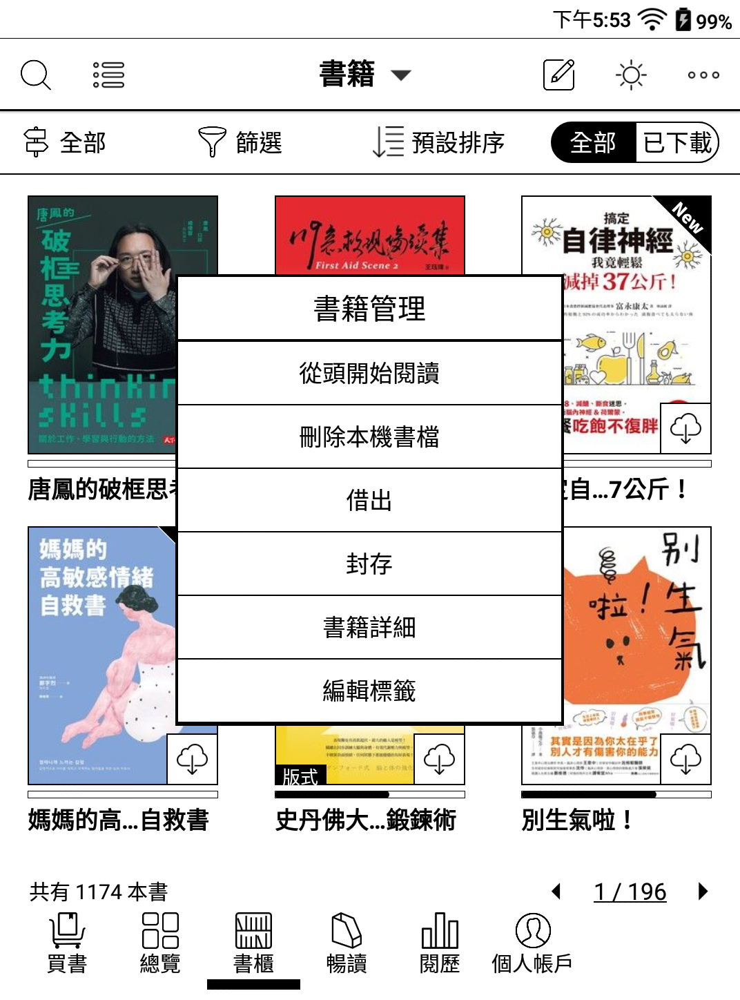 下午5:53 99%
書籍
全部 篩選 預設排序 全部 已下載
唐鳳的
破框思考力
thinkin
skills
關於工作、學習與行動的方法
急救現場續集
First Aid Scene 2
王珏瑋
New
搞定
自律神經
我竟輕鬆
減掉37公斤！
富永康太
吃飽不復胖
書籍管理
從頭開始閱讀
刪除本機書檔
借出
封存
書籍詳細
編輯標籤
唐鳳的破框思
自...7公斤！
媽媽的
高敏感情緒
自救書
版式
別生氣啦！
其實是因為你太在乎了
別人才有傷害你的能力
媽媽的高...自救書
史丹佛大...鍛鍊術
別生氣啦！
共有 1174 本書
1 / 196
買書 總覽 書櫃 暢讀 閱歷 個人帳戶